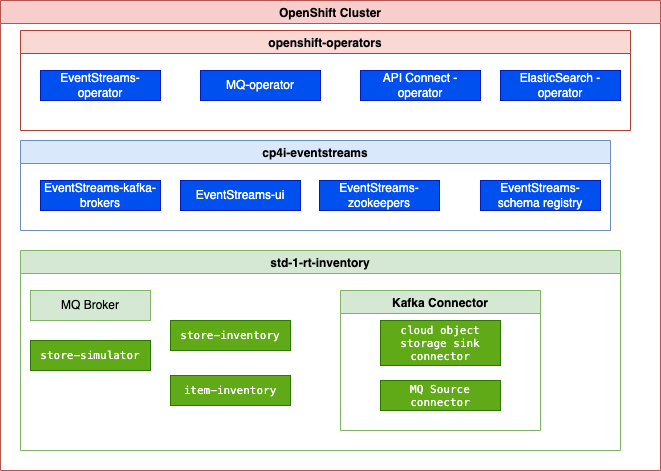 OpenShift Cluster
openshift-operators
EventStreams-
operator
MQ-operator
API Connect -
operator
ElasticSearch -
operator
cp4i-eventstreams
EventStreams-kafka-
brokers
EventStreams-ui
EventStreams-
zookeepers
EventStreams-
schema registry
std-1-rt-inventory
MQ Broker
store-simulator
store-inventory
item-inventory
Kafka Connector
cloud object
storage sink
connector
MQ Source
connector